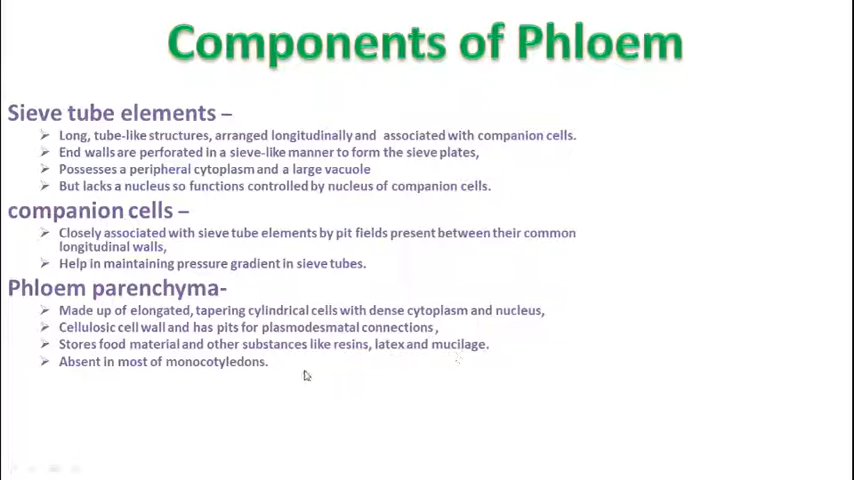 Components of Phloem
Sieve tube elements –
Long, tube-like structures, arranged longitudinally and associated with companion cells.
End walls are perforated in a sieve-like manner to form the sieve plates,
Possesses a peripheral cytoplasm and a large vacuole
But lacks a nucleus so functions controlled by nucleus of companion cells.
companion cells –
Closely associated with sieve tube elements by pit fields present between their common
longitudinal walls,
Help in maintaining pressure gradient in sieve tubes.
Phloem parenchyma-
Made up of elongated, tapering cylindrical cells with dense cytoplasm and nucleus,
Cellulosic cell wall and has pits for plasmodesmatal connections ,
Stores food material and other substances like resins, latex and mucilage.
Absent in most of monocotyledons.